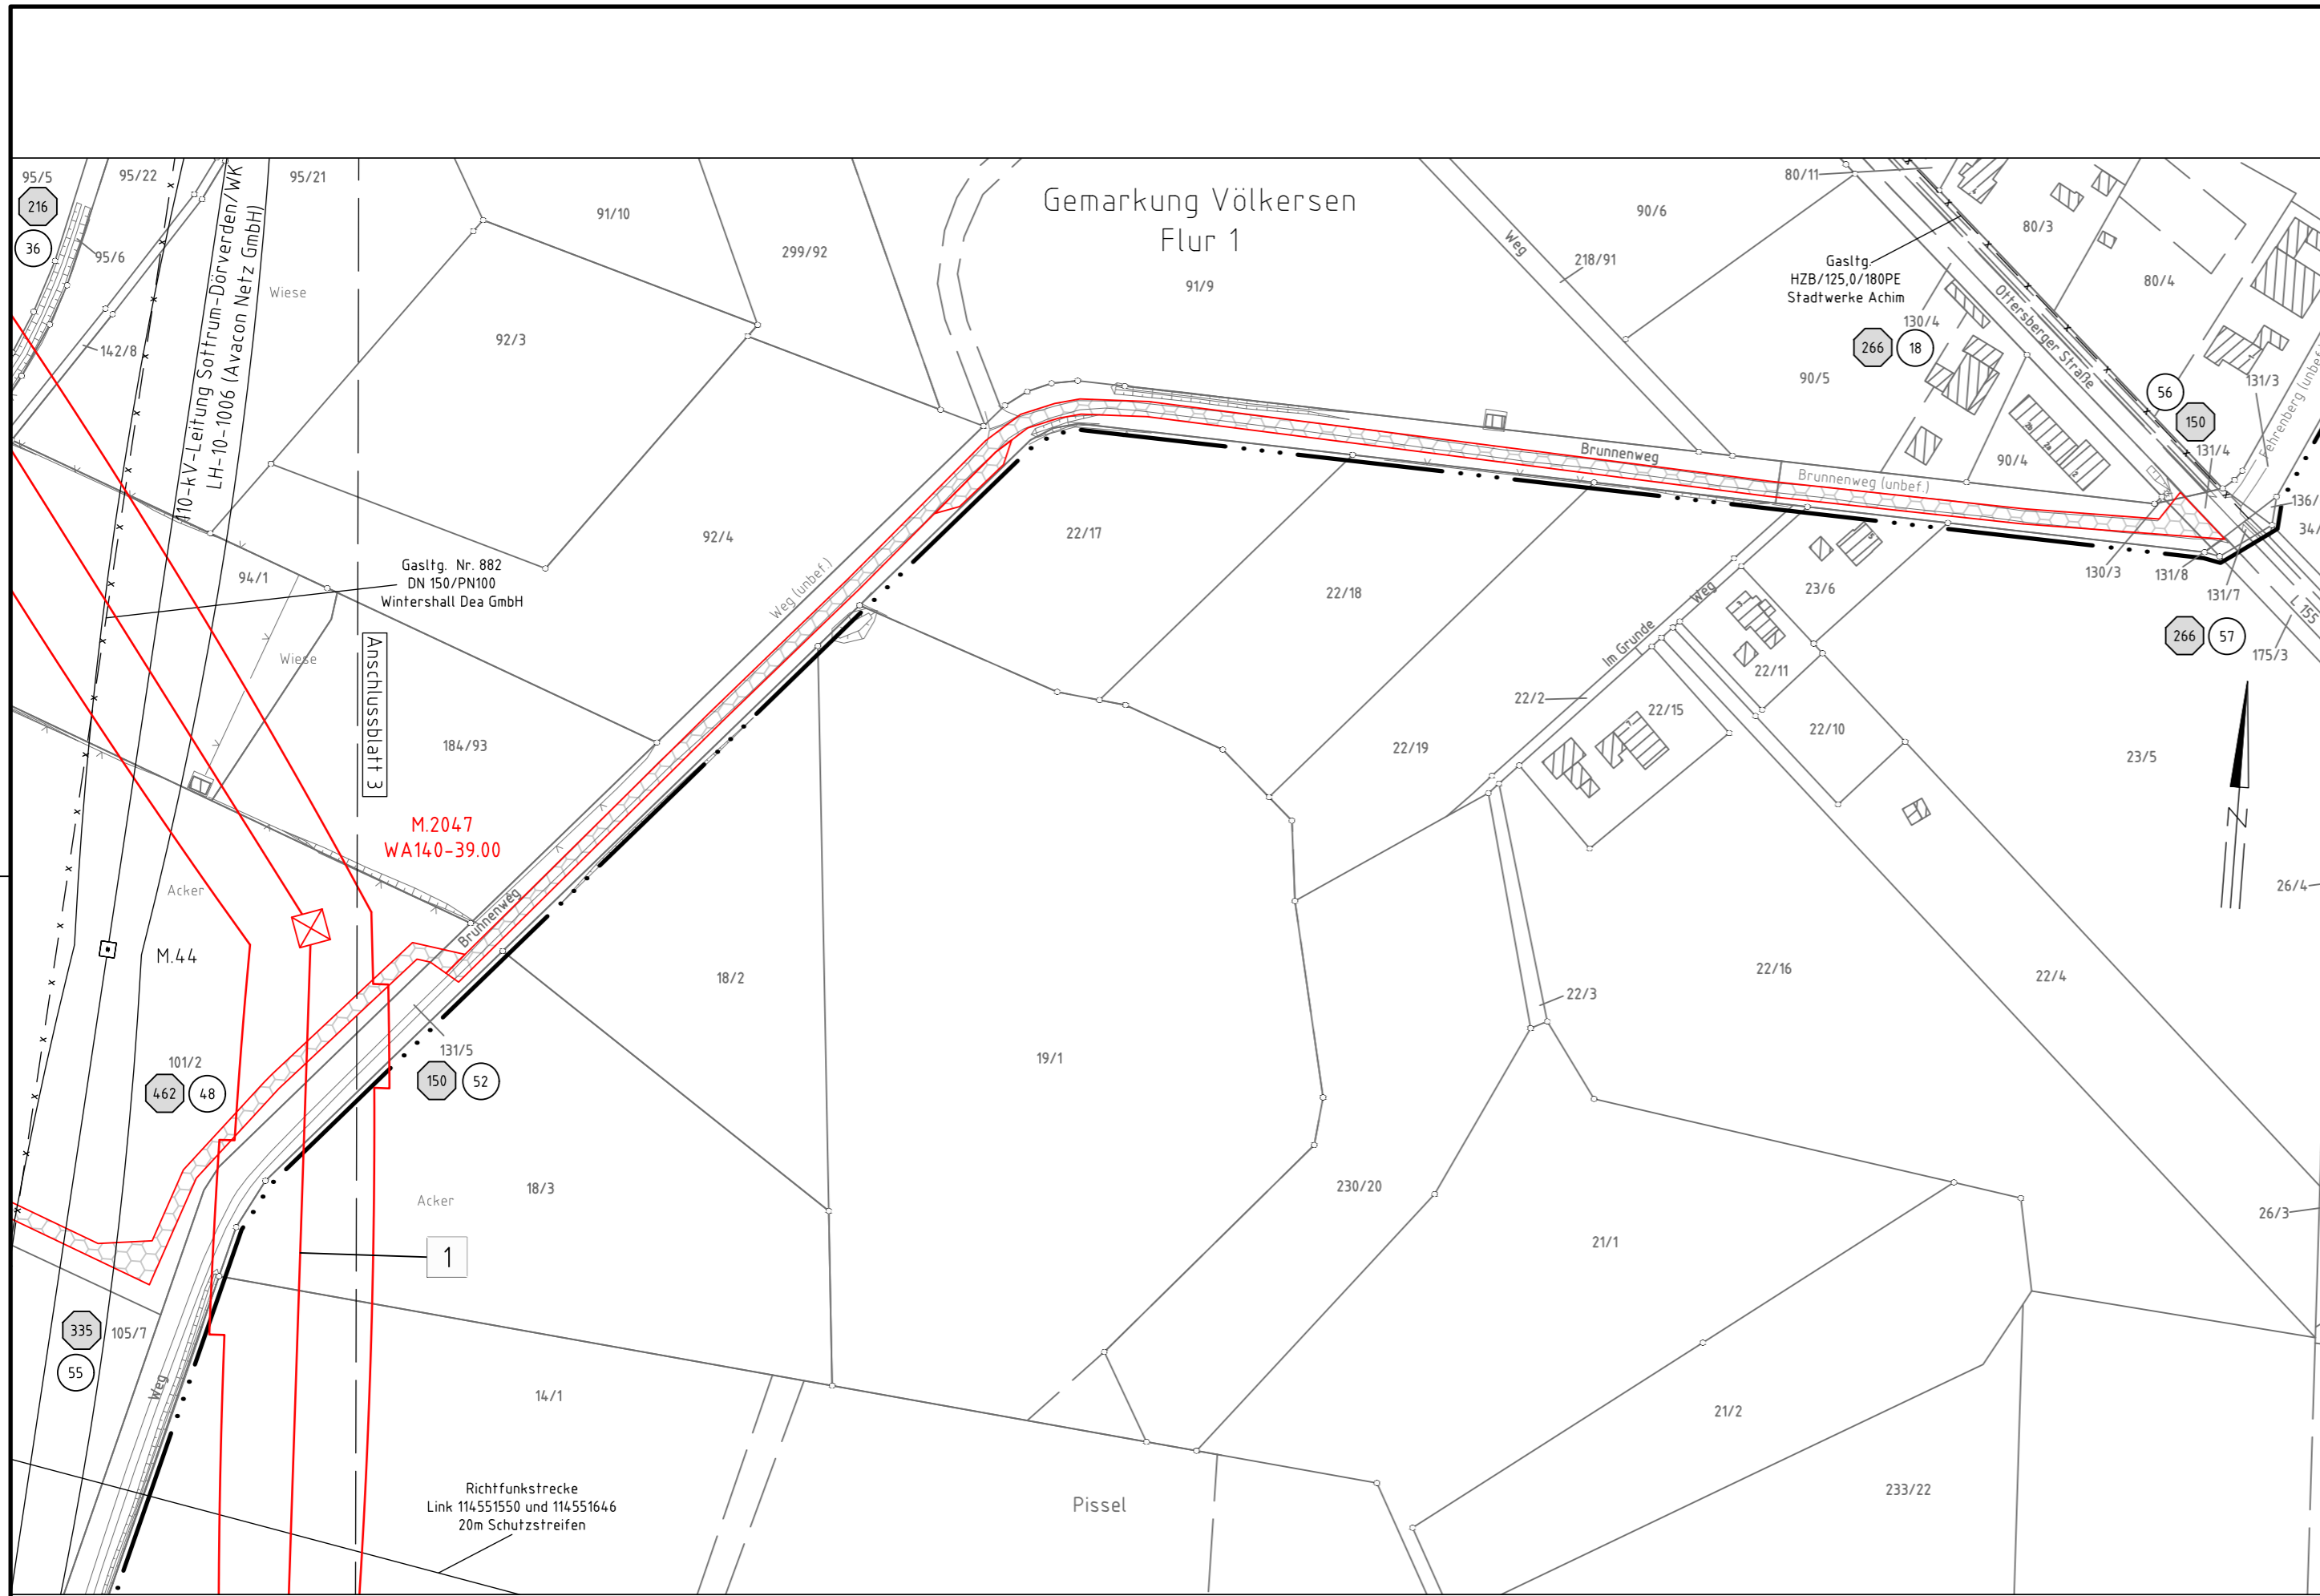 95/5
95/22
95/21
216
36
95/6
142/8
110-kV-Leitung Sottrum-Dörverden/WK
LH-10-1006 (Avacon Netz GmbH)
Wiese
91/10
299/92
92/3
Gemarkung Völkersen
Flur 1
91/9
Weg
218/91
90/6
80/11
80/3
80/4
Gasltg.
HZB/125,0/180PE
Stadtwerke Achim
266
18
130/4
Ottersberger Straße
90/5
56
150
131/3
131/4
90/4
Brunnenweg
Brunnenweg (unbef.)
136/
34/
130/3
131/8
131/7
L 155
266
57
175/3
92/4
Weg (unbef.)
22/17
22/18
94/1
Gasltg. Nr. 882
DN 150/PN100
Wintershall Dea GmbH
Wiese
Anschlussblatt 3
184/93
M.2047
WA140-39.00
Weg
Im Grunde
23/6
22/11
22/2
22/15
22/10
22/19
23/5
N
26/4
Acker
M.44
Brunnenweg
18/2
22/16
22/4
22/3
101/2
462
48
131/5
150
52
19/1
18/3
Acker
230/20
26/3
21/1
1
335
55
105/7
Weg
14/1
21/2
Richtfunkstrecke
Link 114551550 und 114551646
20m Schutzstreifen
Pissel
233/22